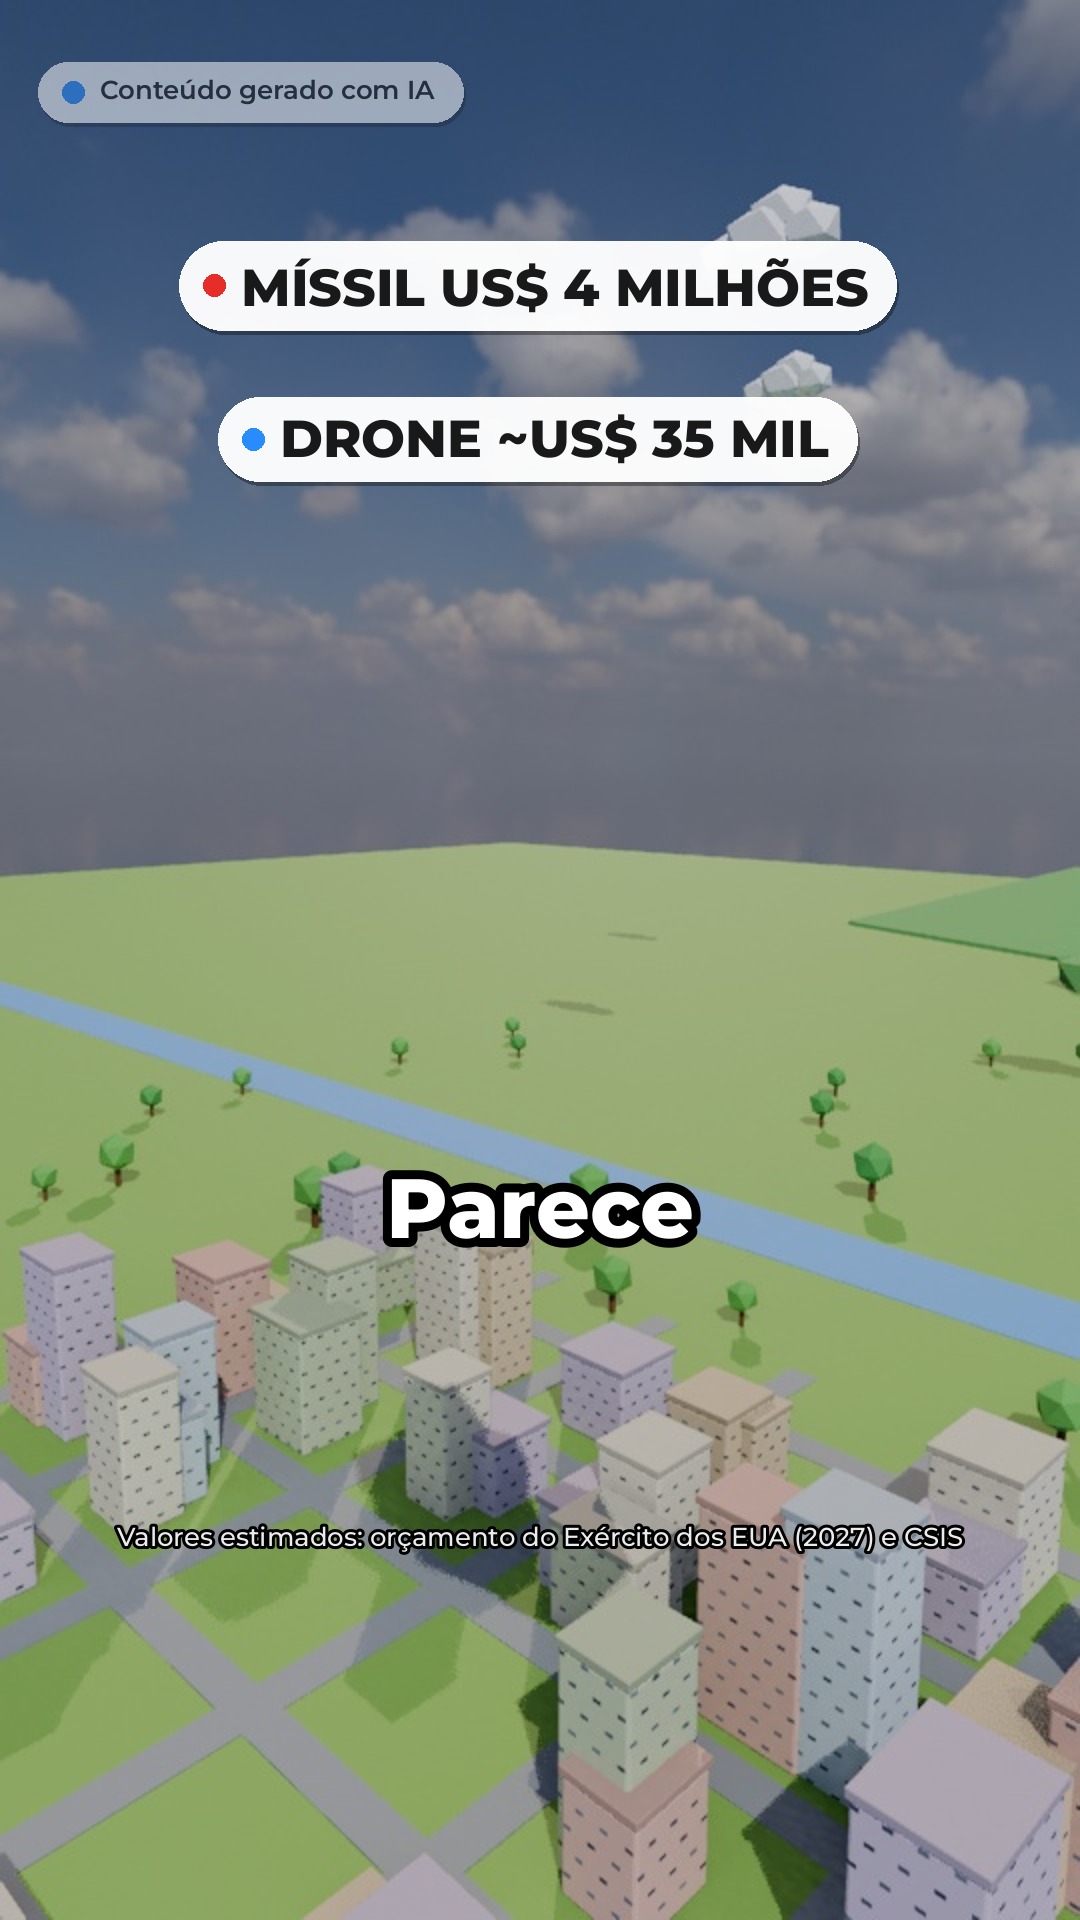 Conteúdo gerado com IA
MÍSSIL US$ 4 MILHÕES
DRONE ~US$ 35 MIL
Parece
Valores estimados: orçamento do Exército dos EUA (2027) e CSIS